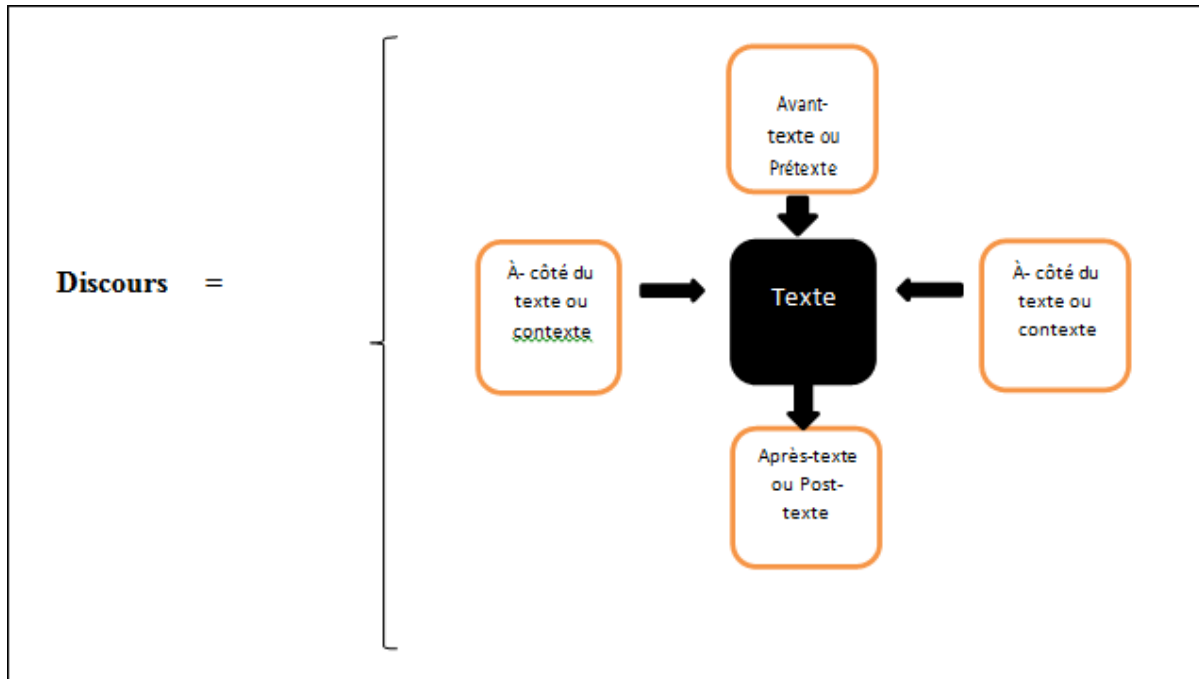 Avant-
texte ou
Prétexte
Discours =
À- côté du
texte ou
contexte
Texte
À- côté du
texte ou
contexte
Après-texte
ou Post-
texte